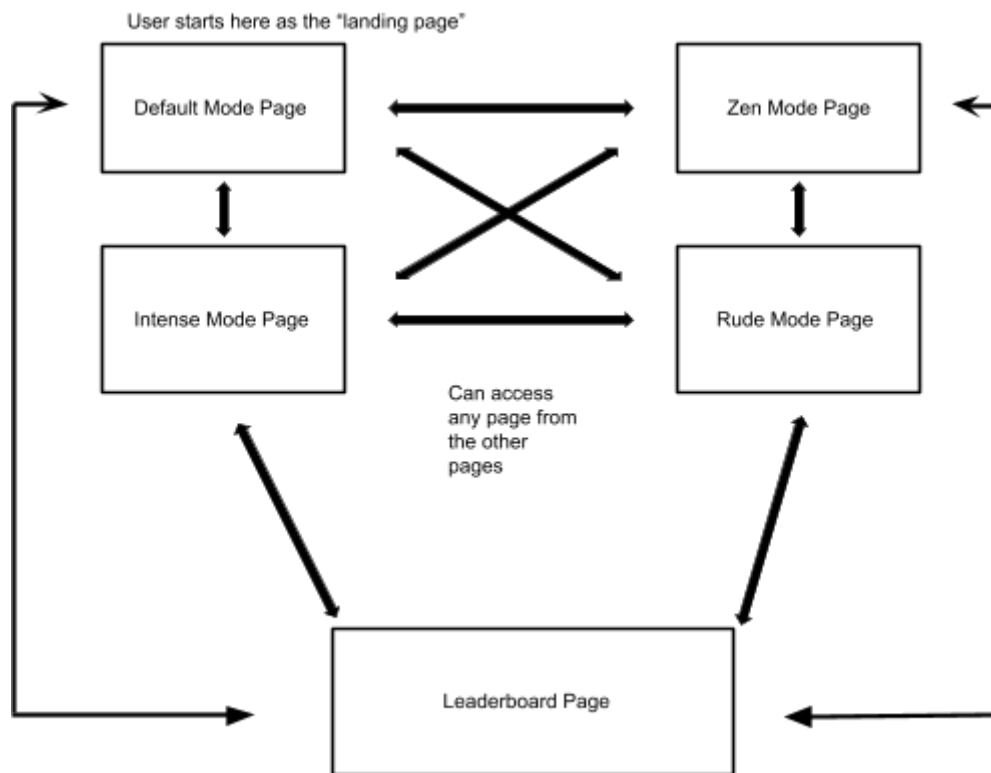 User starts here as the “landing page”
Default Mode Page
Zen Mode Page
Intense Mode Page
Rude Mode Page
Can access
any page from
the other
pages
Leaderboard Page